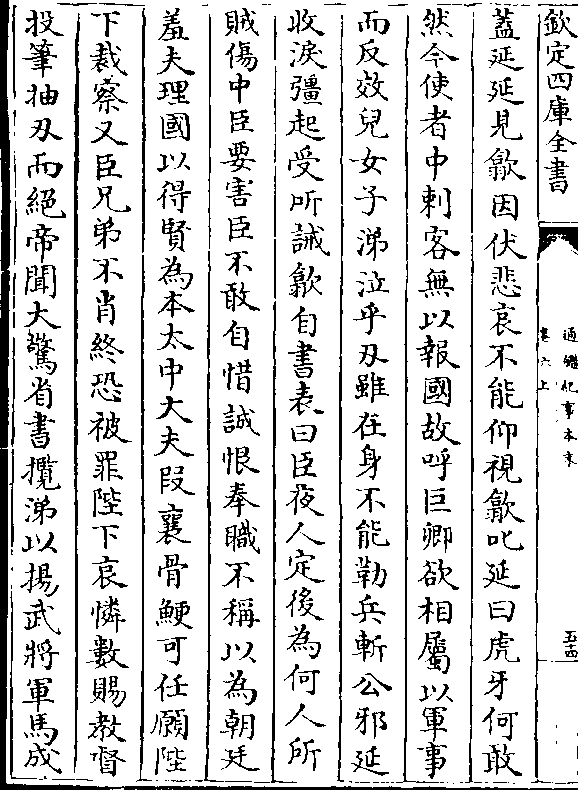 欽定四庫全書
通鑑紀事本末
卷六上
五十四
蓋延延見歙因伏悲哀不能仰視歙叱延曰虎牙何敢
然今使者中刺客無以報國故呼巨卿欲相屬以軍事
而反效兒女子涕泣乎刄雖在身不能勒兵斬公邪延
收淚彊起受所誡歙自書表曰臣夜人定後為何人所
賊傷中臣要害臣不敢自惜誠恨奉職不稱以為朝廷
羞夫理國以得賢為本太中大夫段襄骨鯁可任願陛
下裁察又臣兄弟不肖終恐被罪陛下哀憐數賜教督
投筆抽刄而絕帝聞大驚省書攬涕以揚武將軍馬成